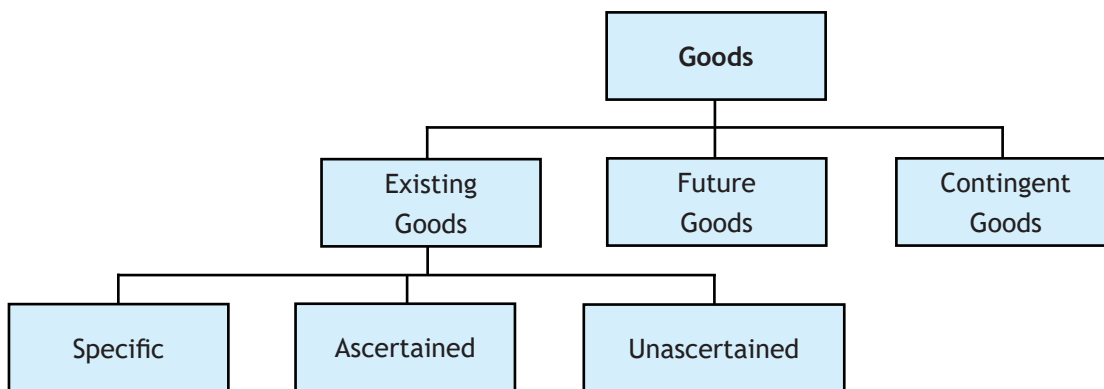 Goods
Existing
Goods
Future
Goods
Contingent
Goods
Specific
Ascertained
Unascertained